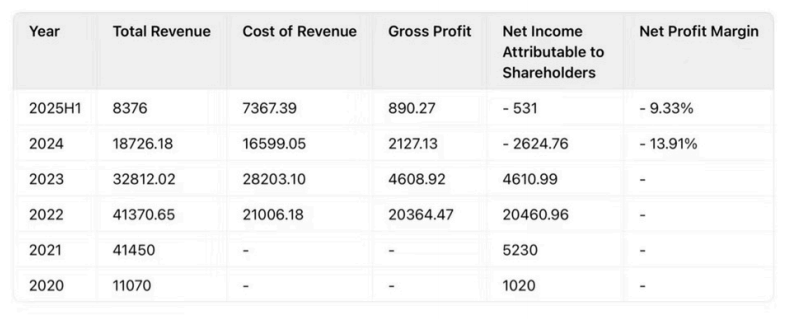 Year Total Revenue Cost of Revenue Gross Profit Net Income Attributable to Shareholders Net Profit Margin
2025H1 8376 7367.39 890.27 - 531 - 9.33%
2024 18726.18 16599.05 2127.13 - 2624.76 - 13.91%
2023 32812.02 28203.10 4608.92 4610.99 -
2022 41370.65 21006.18 20364.47 20460.96 -
2021 41450 - - 5230 -
2020 11070 - - 1020 -